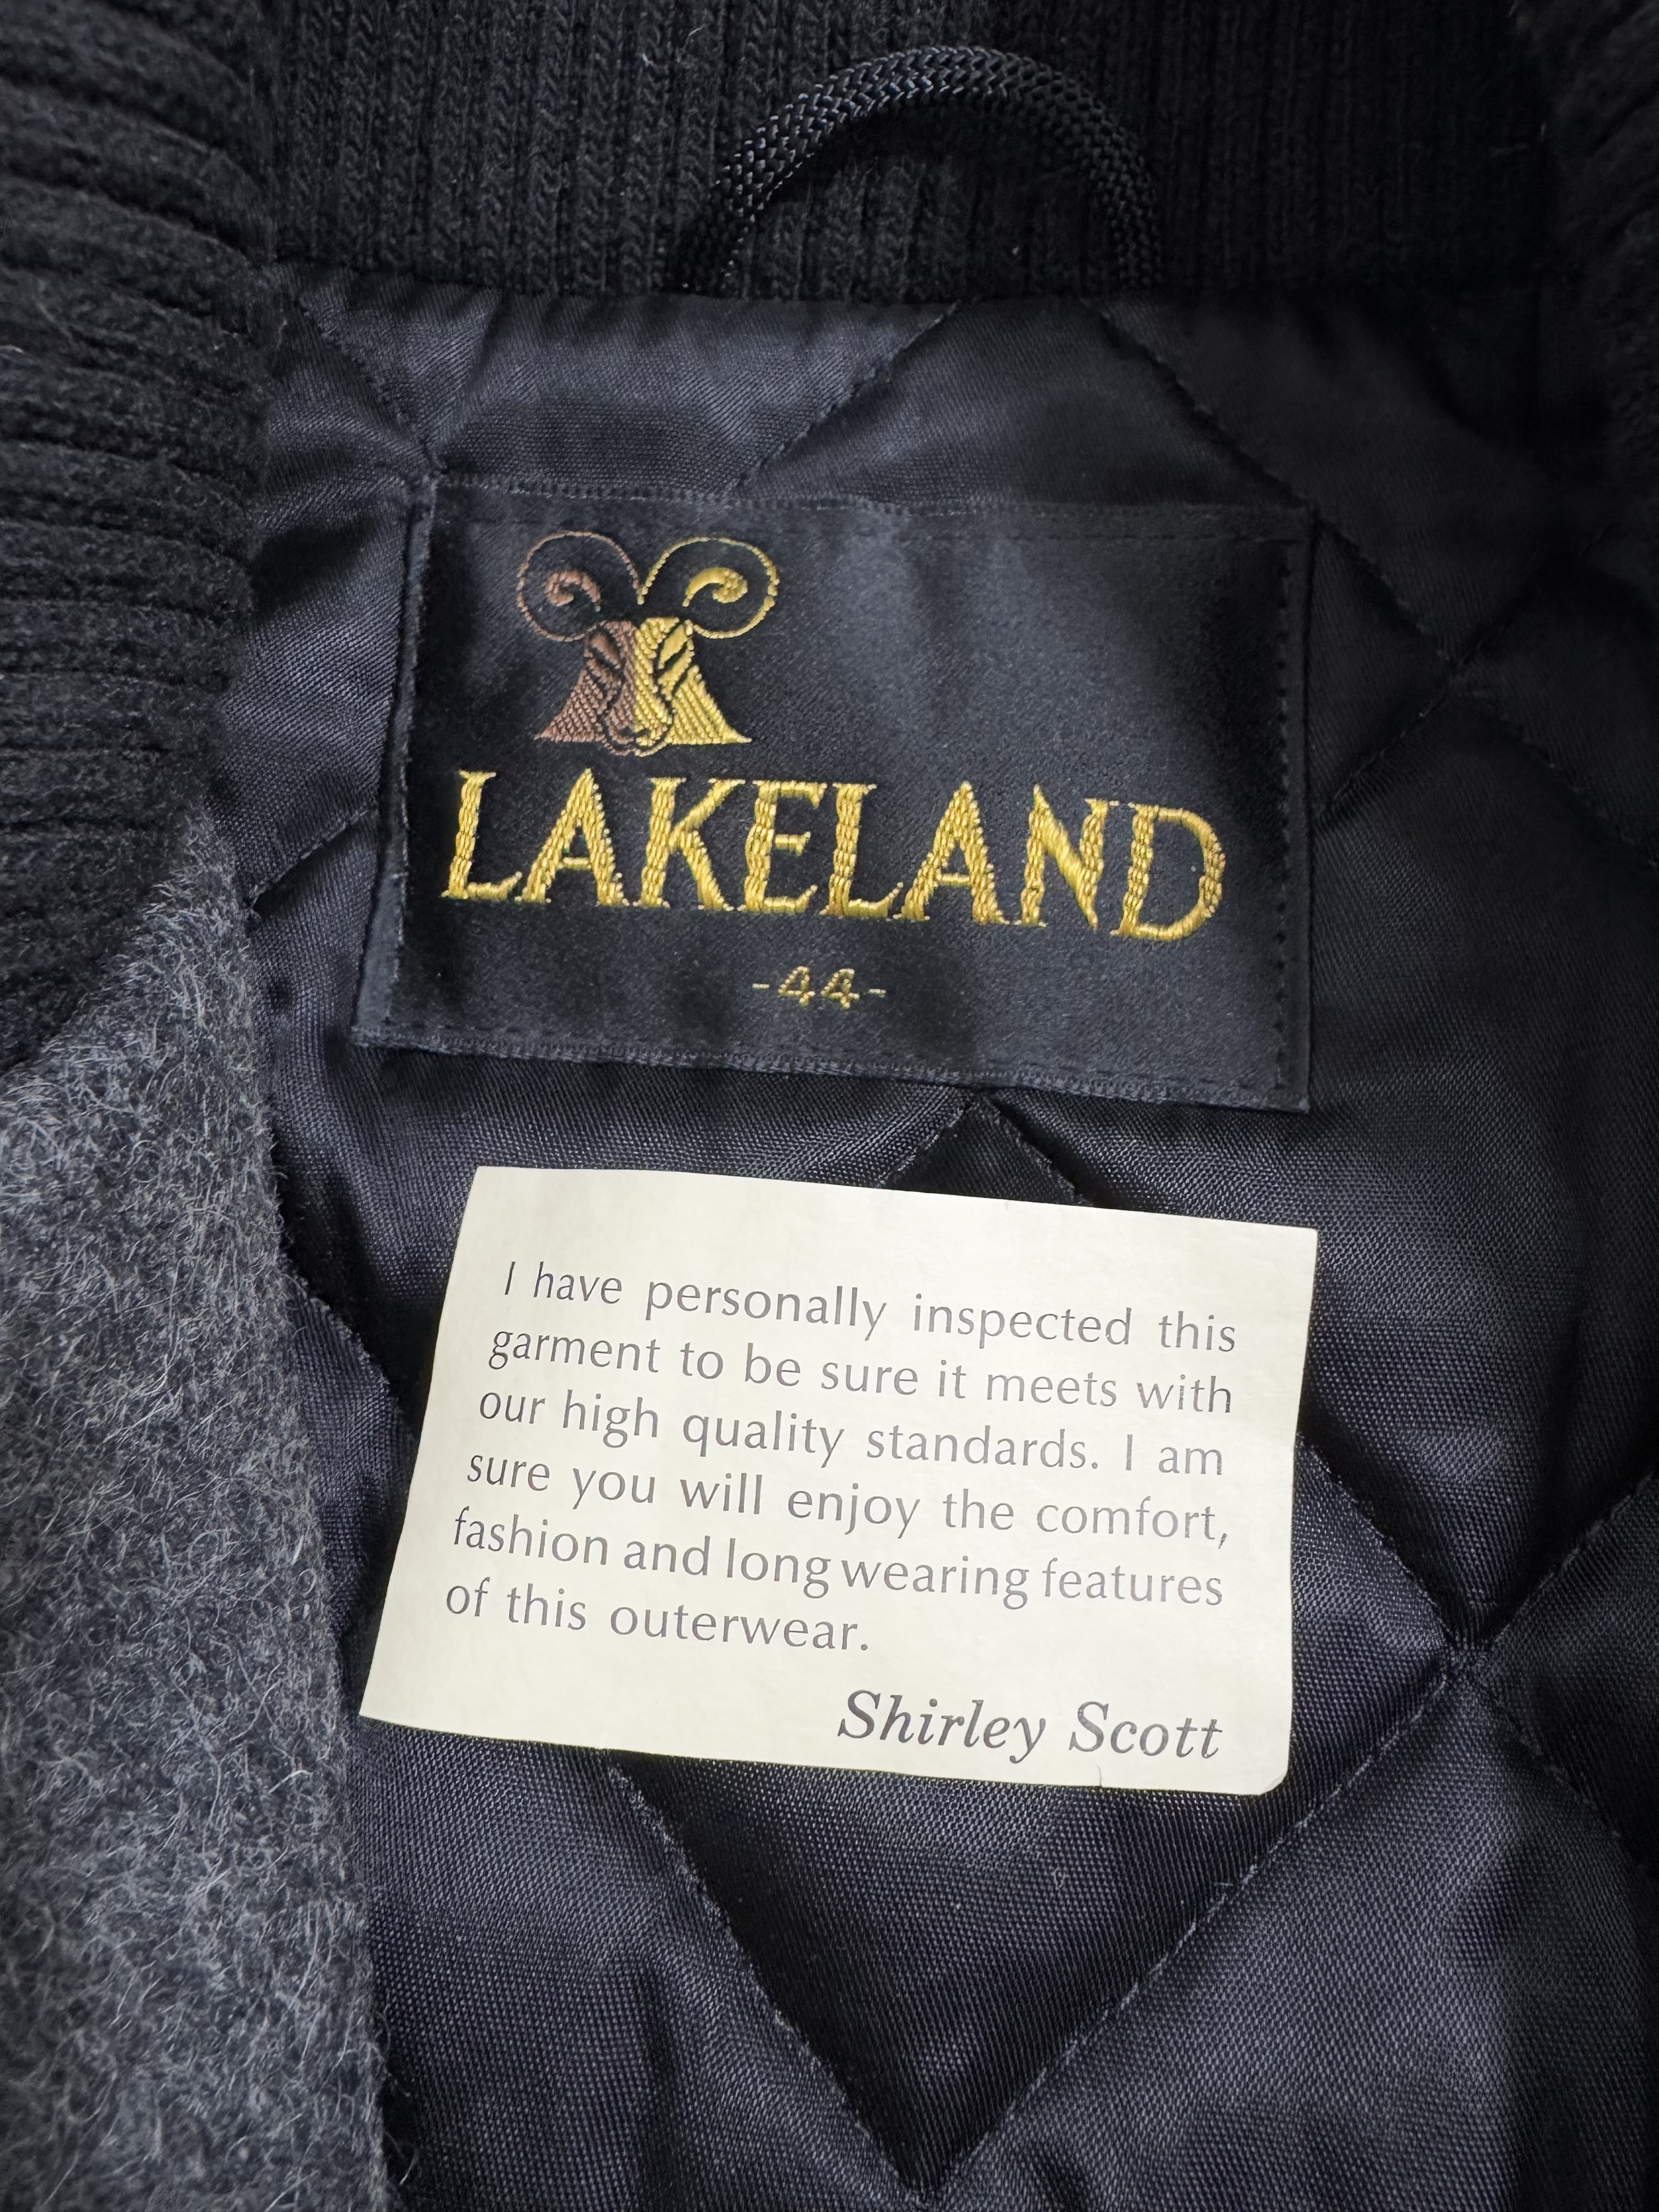 LAKELAND
-44-
I have personally inspected this
garment to be sure it meets with
our high quality standards. I am
sure you will enjoy the comfort,
fashion and long wearing features
of this outerwear.
Shirley Scott